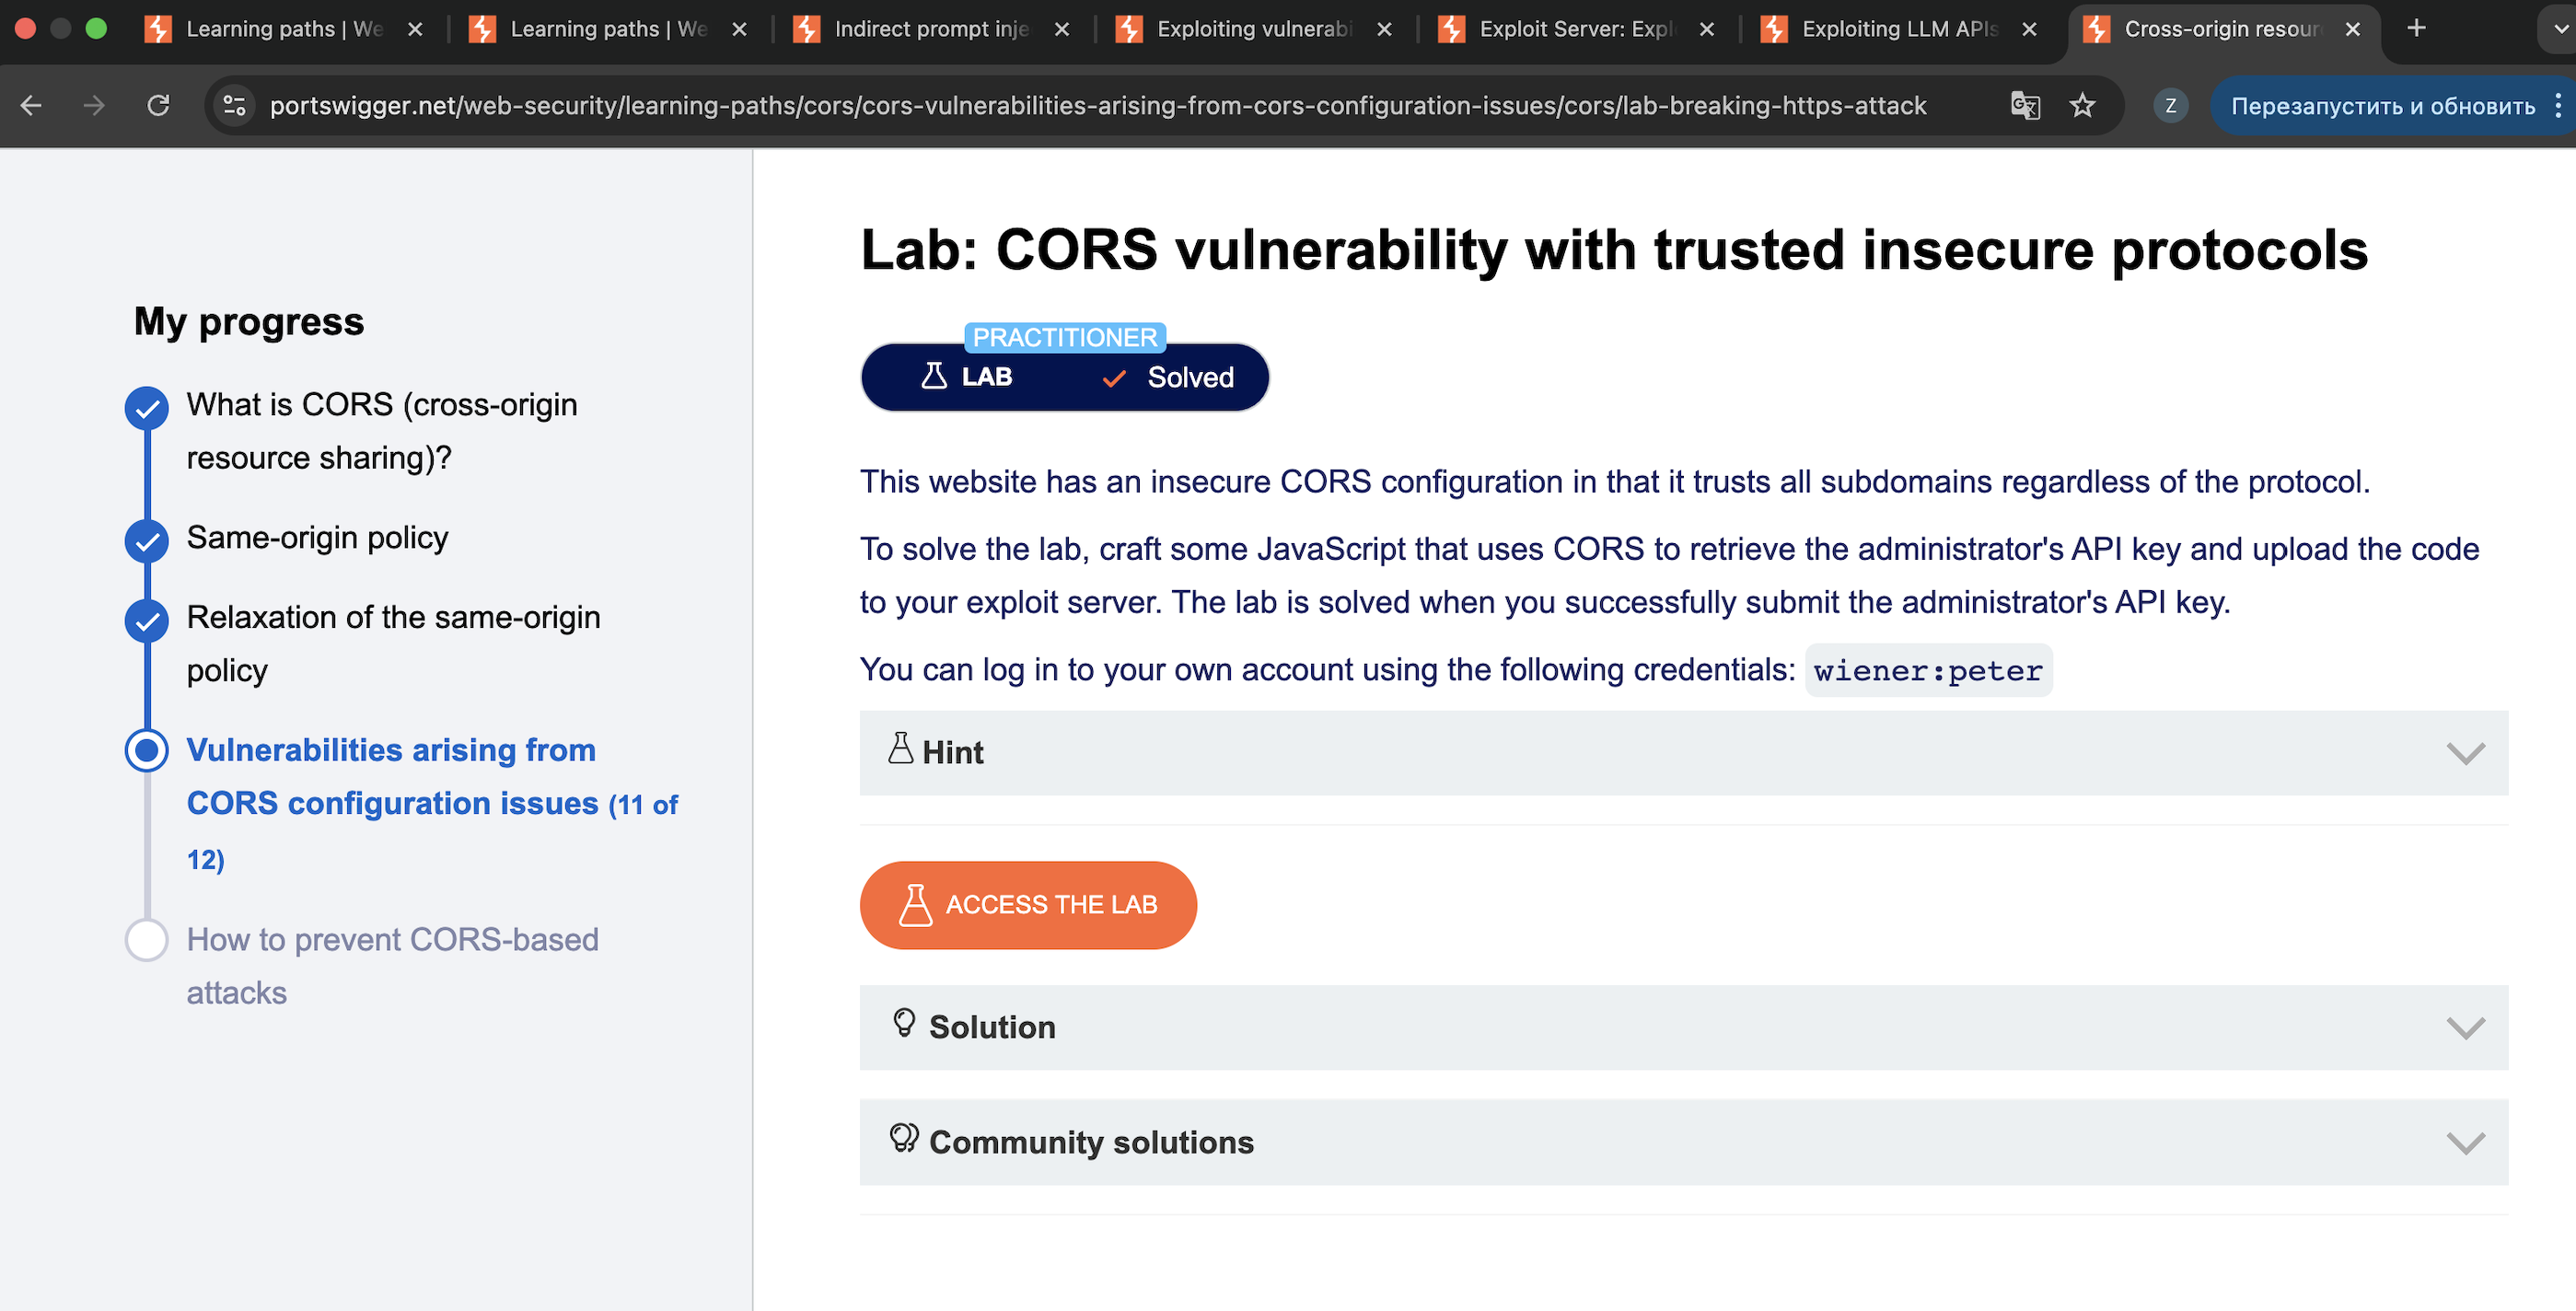 Learning paths | We
Learning paths | We
Indirect prompt inje
Exploiting vulnerabi
Exploit Server: Expl
Exploiting LLM APIs
Cross-origin resour
portswigger.net/web-security/learning-paths/cors/cors-vulnerabilities-arising-from-cors-configuration-issues/cors/lab-breaking-https-attack
Z
Перезапустить и обновить
My progress
What is CORS (cross-origin
resource sharing)?
Same-origin policy
Relaxation of the same-origin
policy
Vulnerabilities arising from
CORS configuration issues (11 of
12)
How to prevent CORS-based
attacks
Lab: CORS vulnerability with trusted insecure protocols
PRACTITIONER
LAB Solved
This website has an insecure CORS configuration in that it trusts all subdomains regardless of the protocol.
To solve the lab, craft some JavaScript that uses CORS to retrieve the administrator's API key and upload the code
to your exploit server. The lab is solved when you successfully submit the administrator's API key.
You can log in to your own account using the following credentials: wiener:peter
Hint
ACCESS THE LAB
Solution
Community solutions